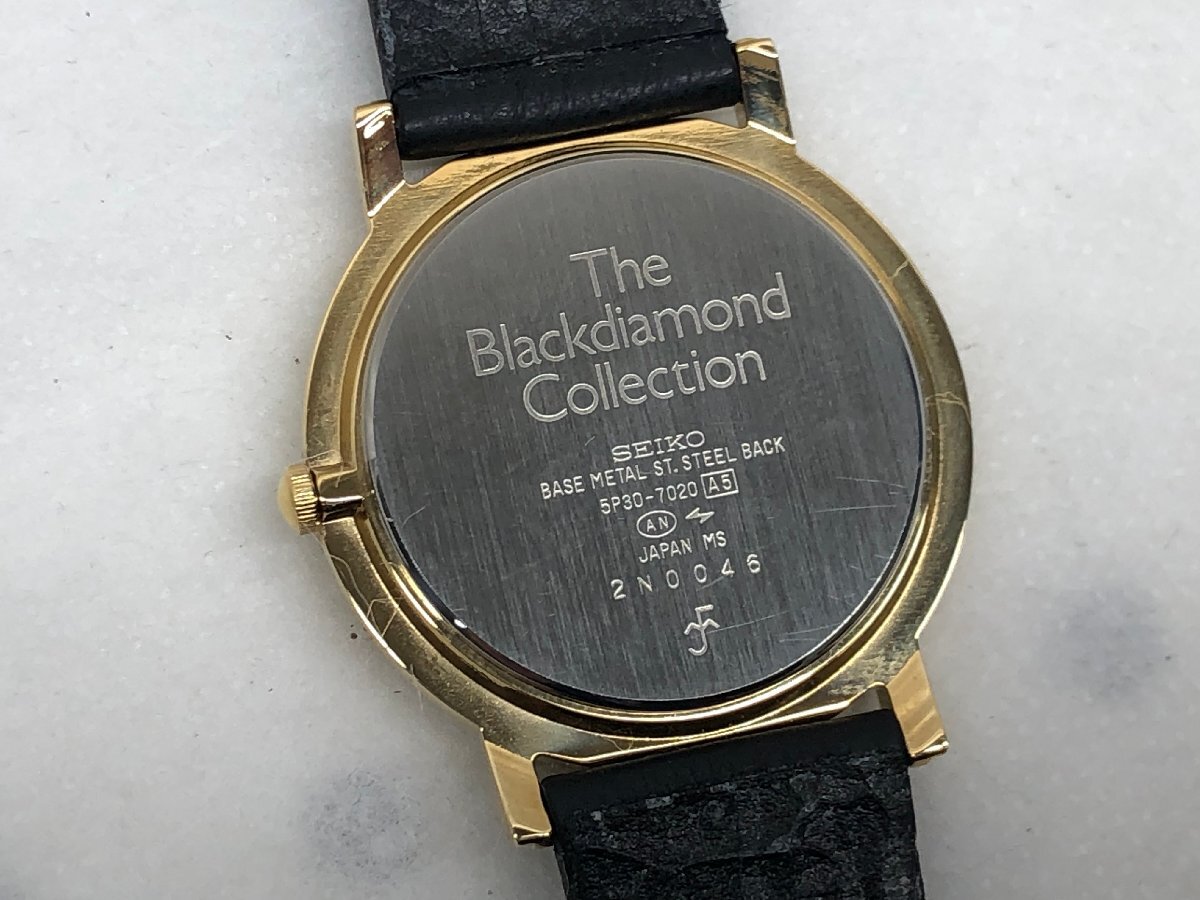 The
Blackdiamond
Collection
SEIKO
BASE METAL ST. STEEL BACK
5P30-7020 A5
AN
JAPAN MS
2N0046